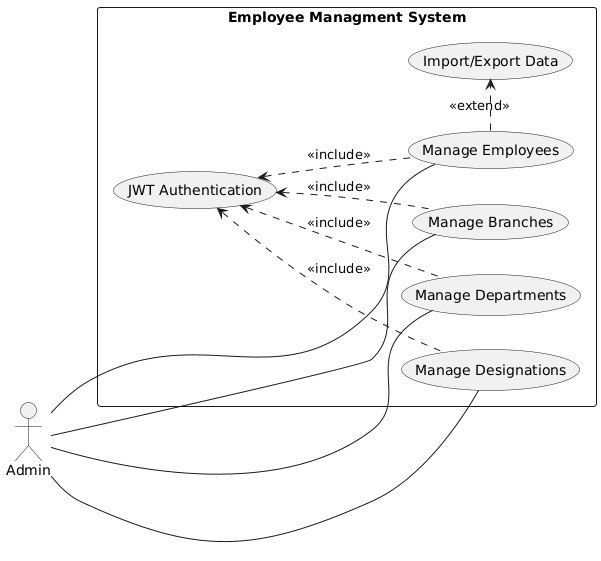 Employee Managment System
Import/Export Data
«extend»
Manage Employees
«include»
JWT Authentication
«include»
Manage Branches
«include»
«include»
Manage Departments
Manage Designations
Admin